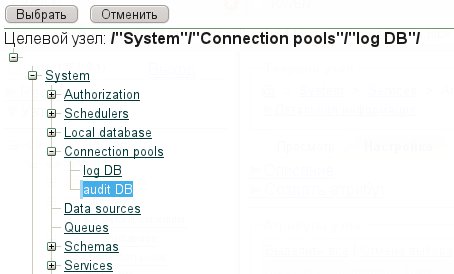 Выбрать Отменить
Целевой узел: /"System"/"Connection pools"/"log DB"/
System
Authorization
Schedulers
Local database
Connection pools
log DB
audit DB
Data sources
Queues
Schemas
Services